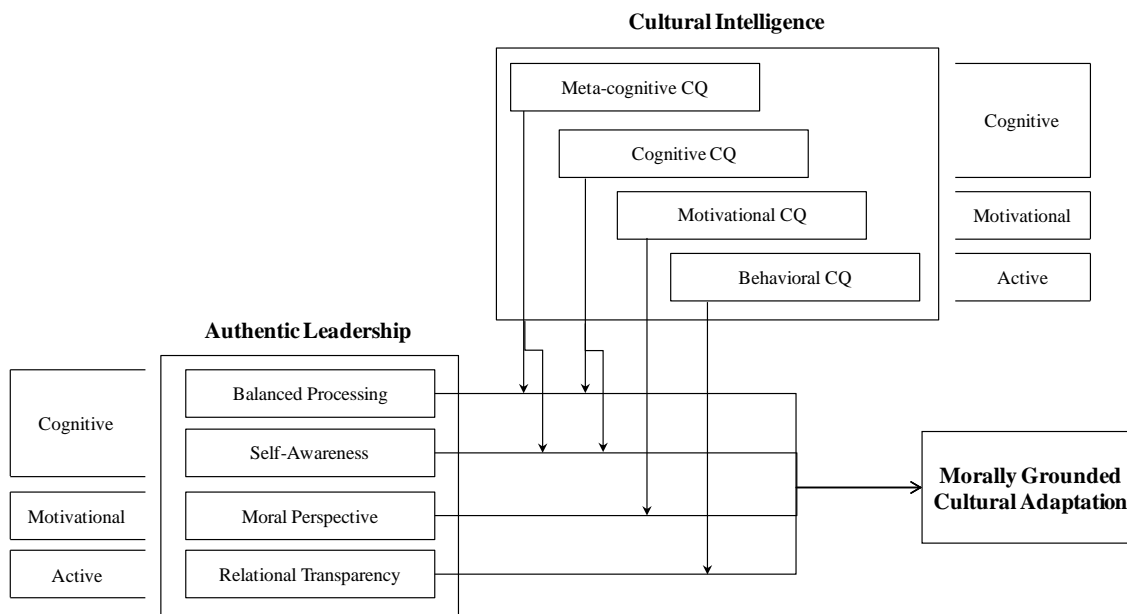 Cultural Intelligence
Meta-cognitive CQ
Cognitive
Cognitive CQ
Motivational CQ
Motivational
Behavioral CQ
Active
Authentic Leadership
Balanced Processing
Cognitive
Self-Awareness
Morally Grounded
Cultural Adaptation
Motivational
Moral Perspective
Active
Relational Transparency